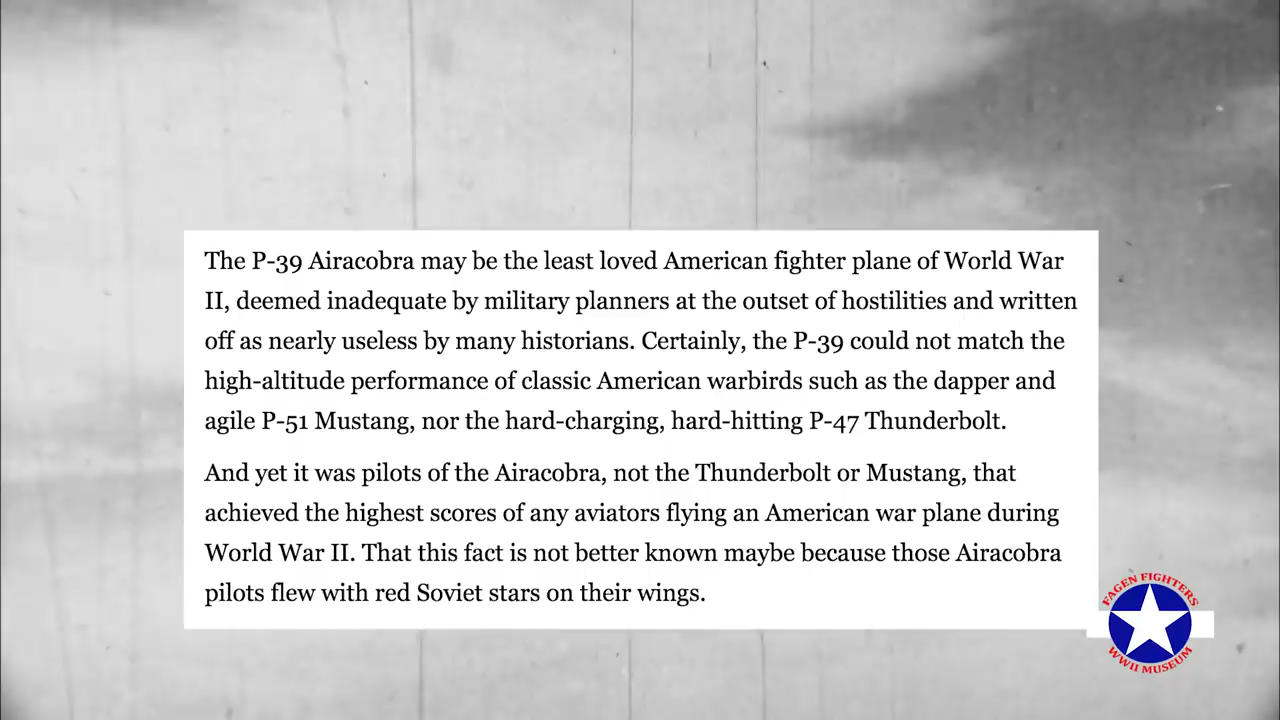 The P-39 Airacobra may be the least loved American fighter plane of World War
II, deemed inadequate by military planners at the outset of hostilities and written
off as nearly useless by many historians. Certainly, the P-39 could not match the
high-altitude performance of classic American warbirds such as the dapper and
agile P-51 Mustang, nor the hard-charging, hard-hitting P-47 Thunderbolt.
And yet it was pilots of the Airacobra, not the Thunderbolt or Mustang, that
achieved the highest scores of any aviators flying an American war plane during
World War II. That this fact is not better known maybe because those Airacobra
pilots flew with red Soviet stars on their wings.
FAGEN FIGHTERS
WWII MUSEUM